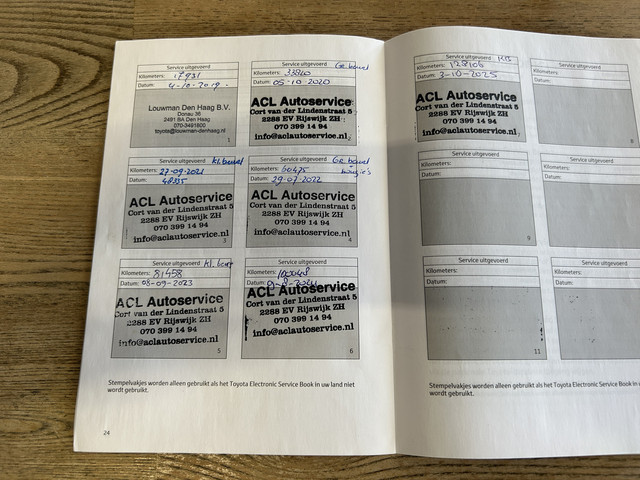 Service uitgevoerd
Kilometers: 17931
Datum: 4-10-2019-
Louwman Den Haag B.V.
Donau 36
2491 BA Den Haag
070-3491800
toyota@louwman-denhaag.nl
1
Service uitgevoerd Gr. beurt
Kilometers: 33840
Datum: 05-10-2020
ACL Autoservice
Cort van der Lindenstraat 5
2288 EV Rijswijk ZH
070 399 14 94
info@aclautoservice.nl
2
Service uitgevoerd Kl. beurt
Kilometers: 27-09-2021
Datum: 48355
ACL Autoservice
Cort van der Lindenstraat 5
2288 EV Rijswijk ZH
070 399 14 94
info@aclautoservice.nl
3
Service uitgevoerd Gr. beurt
Kilometers: 60475
Datum: 29-07-2022
ACL Autoservice
Cort van der Lindenstraat 5
2288 EV Rijswijk ZH
070 399 14 94
info@aclautoservice.nl
4
Service uitgevoerd Kl. beurt
Kilometers: 81458
Datum: 08-09-2023
ACL Autoservice
Cort van der Lindenstraat 5
2288 EV Rijswijk ZH
070 399 14 94
info@aclautoservice.nl
5
Service uitgevoerd
Kilometers:
Datum:
ACL Autoservice
Cort van der Lindenstraat 5
2288 EV Rijswijk ZH
070 399 14 94
info@aclautoservice.nl
6
Stempelvakjes worden alleen gebruikt als het Toyota Electronic Service Book in uw land niet
wordt gebruikt.
24
Service uitgevoerd
Kilometers: 128106
Datum: 3-10-2025
ACL Autoservice
Cort van der Lindenstraat 5
2288 EV Rijswijk ZH
070 399 14 94
info@aclautoservice.nl
7
Service uitgevoerd
Kilometers:
Datum:
8
Service uitgevoerd
Kilometers:
Datum:
9
Service uitgevoerd
Kilometers:
Datum:
Service uitgevoerd
Kilometers:
Datum:
11
Service uitgevoerd
Kilometers:
Datum:
Stempelvakjes worden alleen gebruikt als het Toyota Electronic Service Book in u
wordt gebruikt.